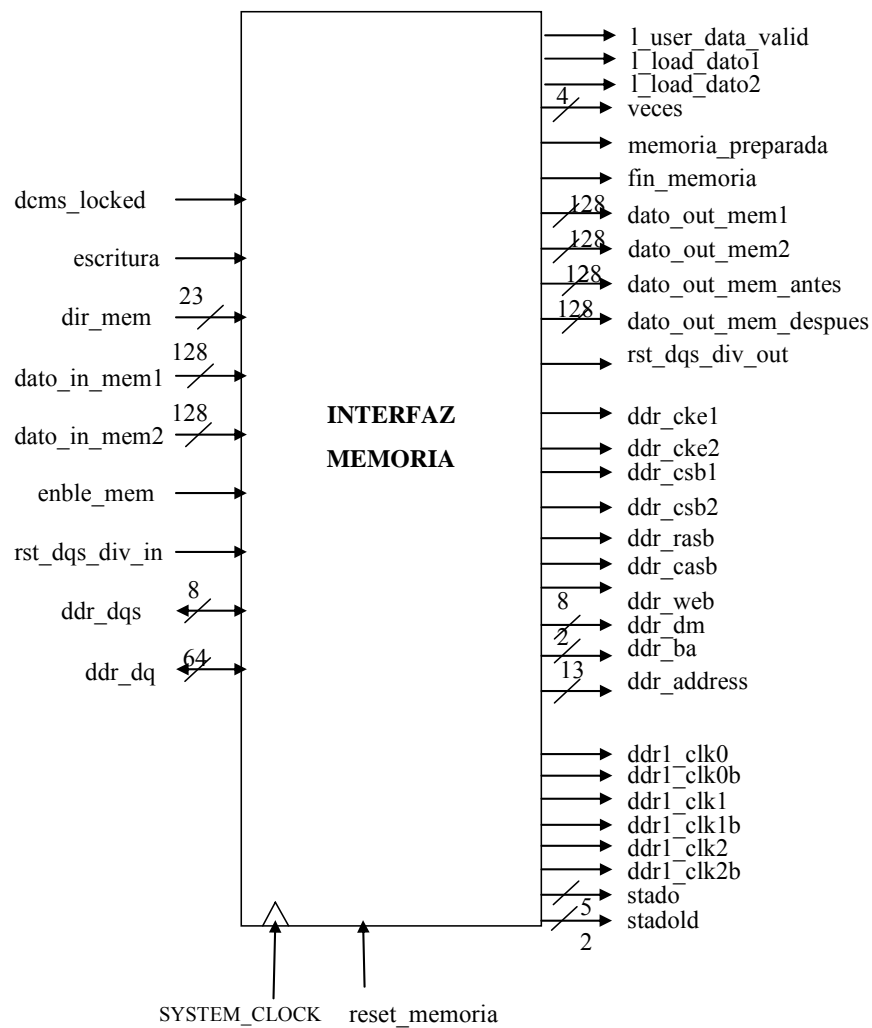 l_user_data_valid
l_load_dato1
l_load_dato2
4
veces
memoria_preparada
fin_memoria
dcms_locked
128
dato_out_mem1
128
dato_out_mem2
escritura
128
dato_out_mem_antes
23
dir_mem
128
dato_out_mem_despues
rst_dqs_div_out
128
dato_in_mem1
INTERFAZ
MEMORIA
ddr_cke1
128
dato_in_mem2
ddr_cke2
ddr_csb1
enble_mem
ddr_csb2
ddr_rasb
rst_dqs_div_in
ddr_casb
8
ddr_dqs
8
ddr_web
ddr_dm
2
ddr_ba
64
ddr_dq
13
ddr_address
ddr1_clk0
ddr1_clk0b
ddr1_clk1
ddr1_clk1b
ddr1_clk2
ddr1_clk2b
stado
5
stadold
2
SYSTEM_CLOCK
reset_memoria